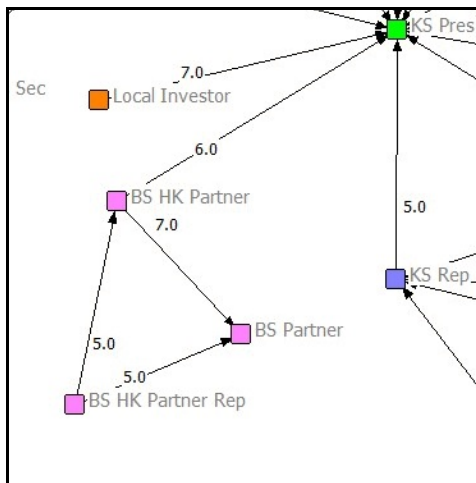 KS Pres
7.0
Sec
Local Investor
6.0
BS HK Partner
5.0
7.0
KS Rep
BS Partner
5.0
5.0
BS HK Partner Rep